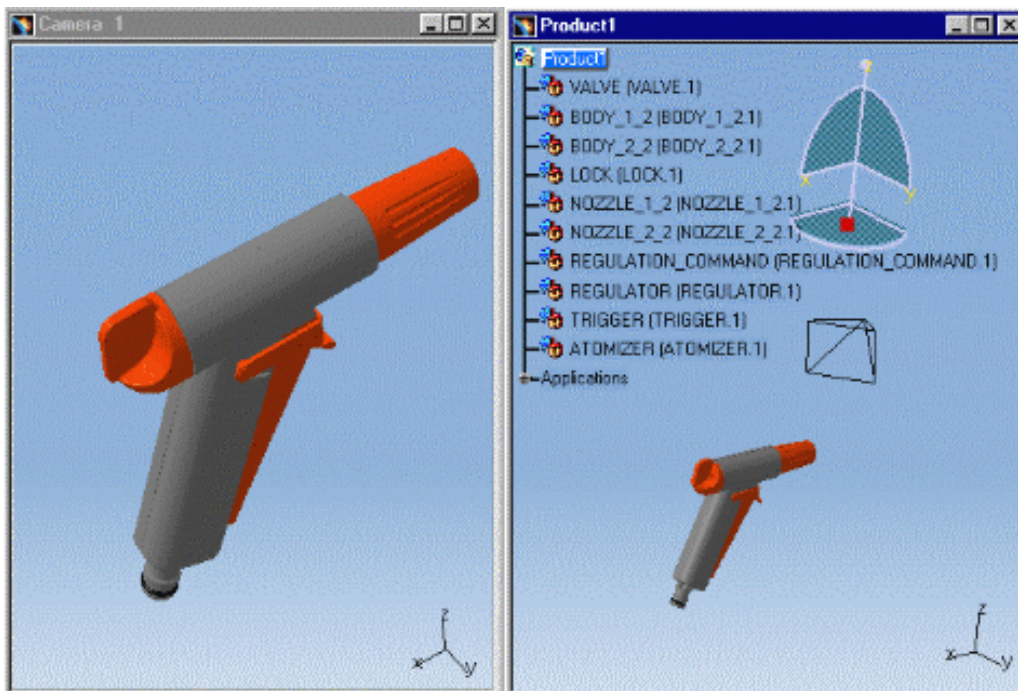 Camera 1
Product1
Product1
VALVE (VALVE.1)
BODY_1_2 (BODY_1_2.1)
BODY_2_2 (BODY_2_2.1)
LOCK (LOCK.1)
NOZZLE_1_2 (NOZZLE_1_2.1)
NOZZLE_2_2 (NOZZLE_2_2.1)
REGULATION_COMMAND (REGULATION_COMMAND.1)
REGULATOR (REGULATOR.1)
TRIGGER (TRIGGER.1)
ATOMIZER (ATOMIZER.1)
Applications
z
x
y
z
x
y
z
x
y